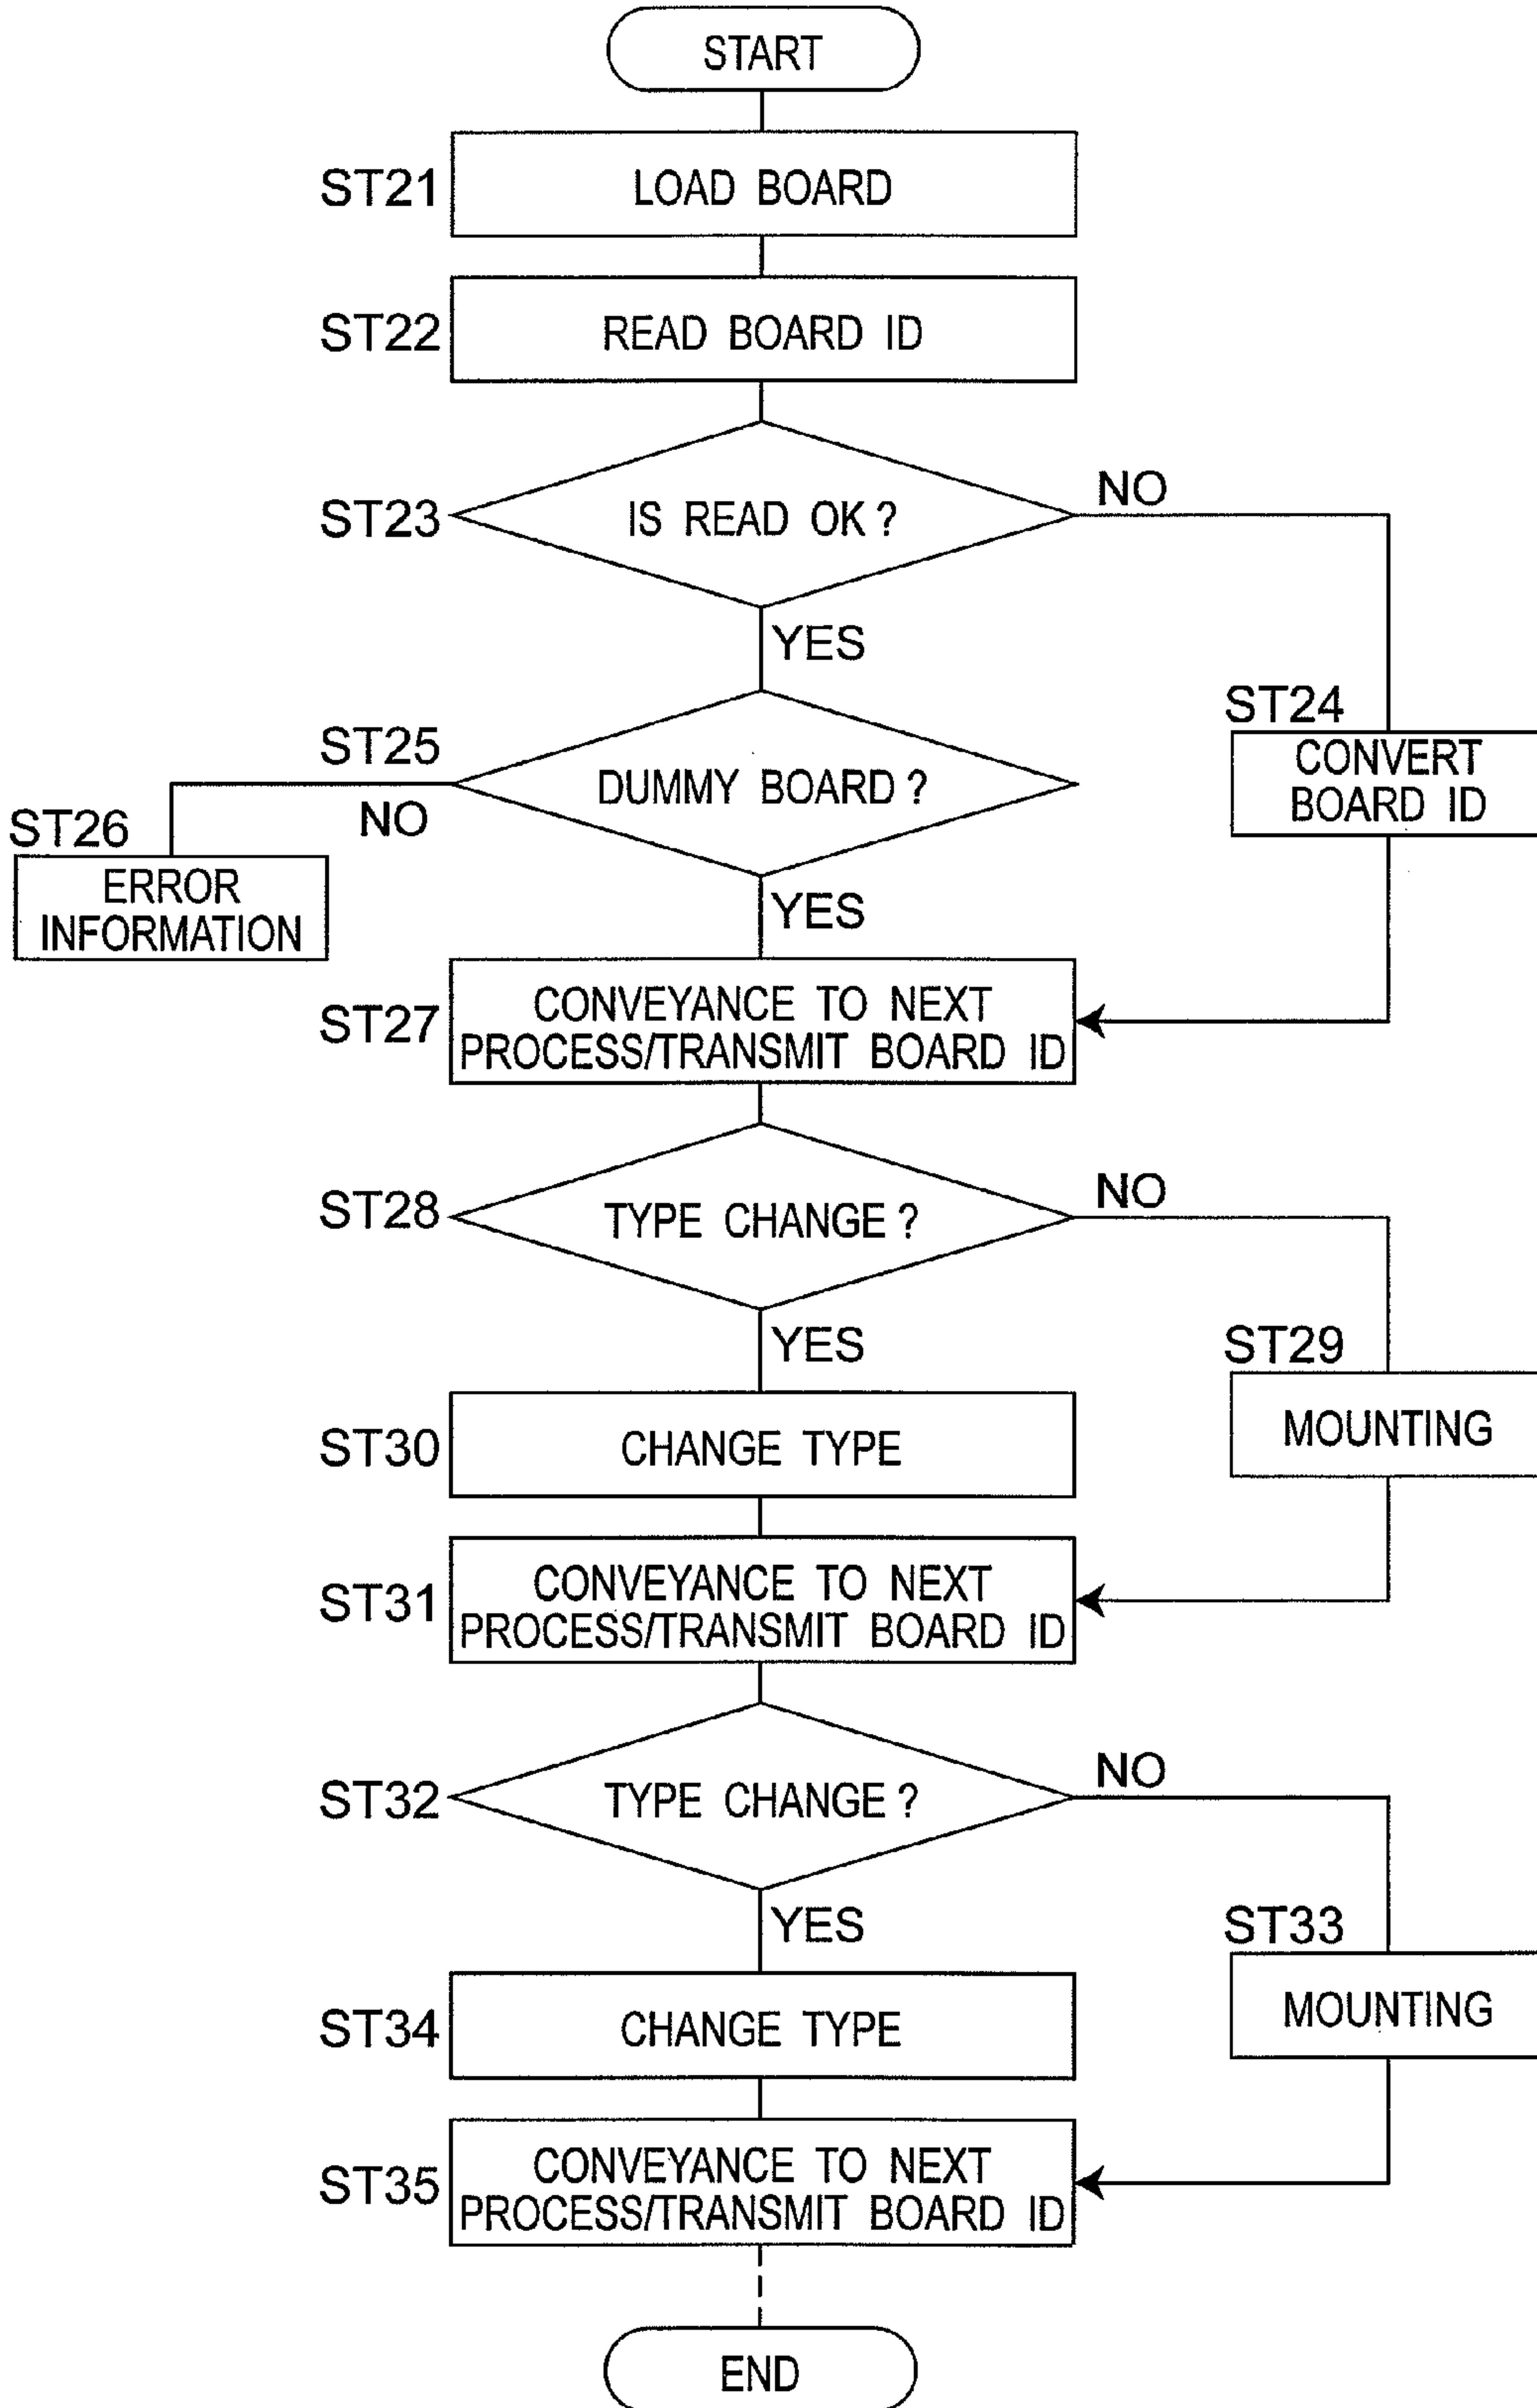 START
ST21
LOAD BOARD
ST22
READ BOARD ID
ST23
IS READ OK ?
NO
YES
ST24
CONVERT
BOARD ID
ST25
DUMMY BOARD ?
NO
ST26
ERROR
INFORMATION
YES
ST27
CONVEYANCE TO NEXT
PROCESS/TRANSMIT BOARD ID
ST28
TYPE CHANGE ?
NO
YES
ST29
MOUNTING
ST30
CHANGE TYPE
ST31
CONVEYANCE TO NEXT
PROCESS/TRANSMIT BOARD ID
ST32
TYPE CHANGE ?
NO
YES
ST33
MOUNTING
ST34
CHANGE TYPE
ST35
CONVEYANCE TO NEXT
PROCESS/TRANSMIT BOARD ID
END